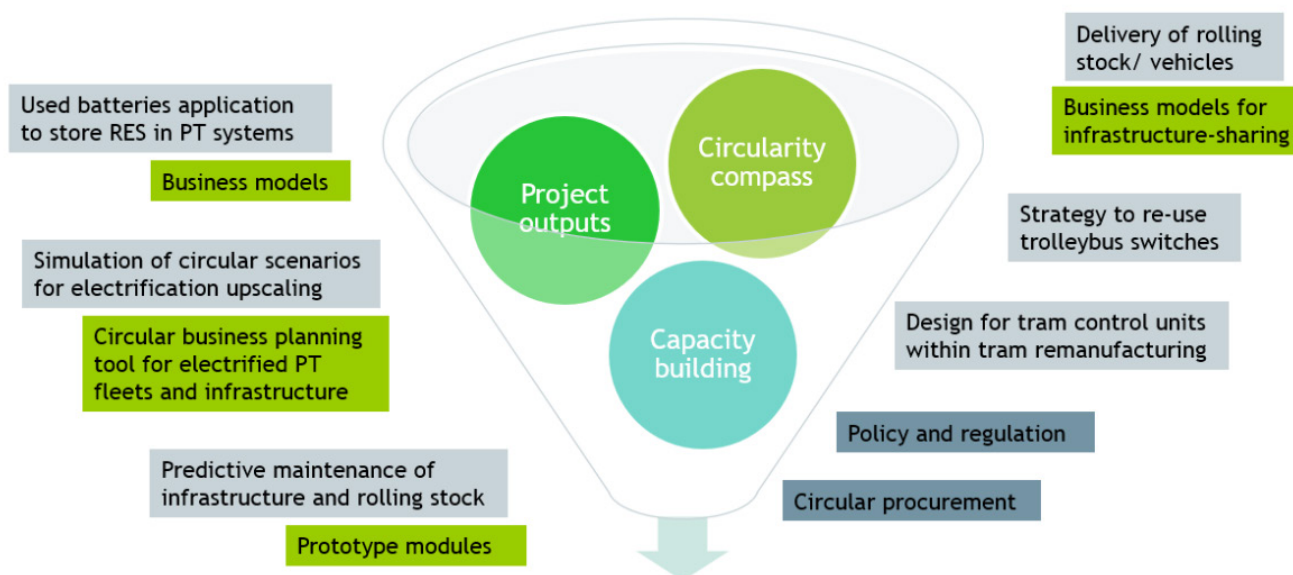 Used batteries application
to store RES in PT systems
Business models
Simulation of circular scenarios
for electrification upscaling
Circular business planning
tool for electrified PT
fleets and infrastructure
Predictive maintenance of
infrastructure and rolling stock
Prototype modules
Project
outputs
Circularity
compass
Capacity
building
Delivery of rolling
stock/ vehicles
Business models for
infrastructure-sharing
Strategy to re-use
trolleybus switches
Design for tram control units
within tram remanufacturing
Policy and regulation
Circular procurement